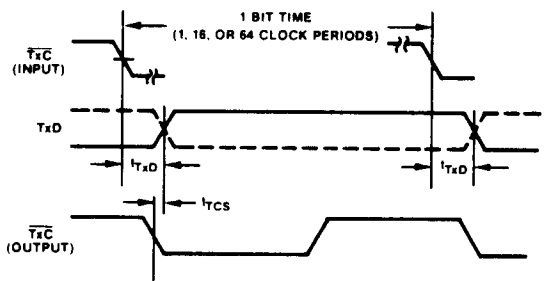 1 BIT TIME
(1, 16, OR 64 CLOCK PERIODS)
TxC
(INPUT)
TxD
tTxD
tTxD
tTCS
TxC
(OUTPUT)